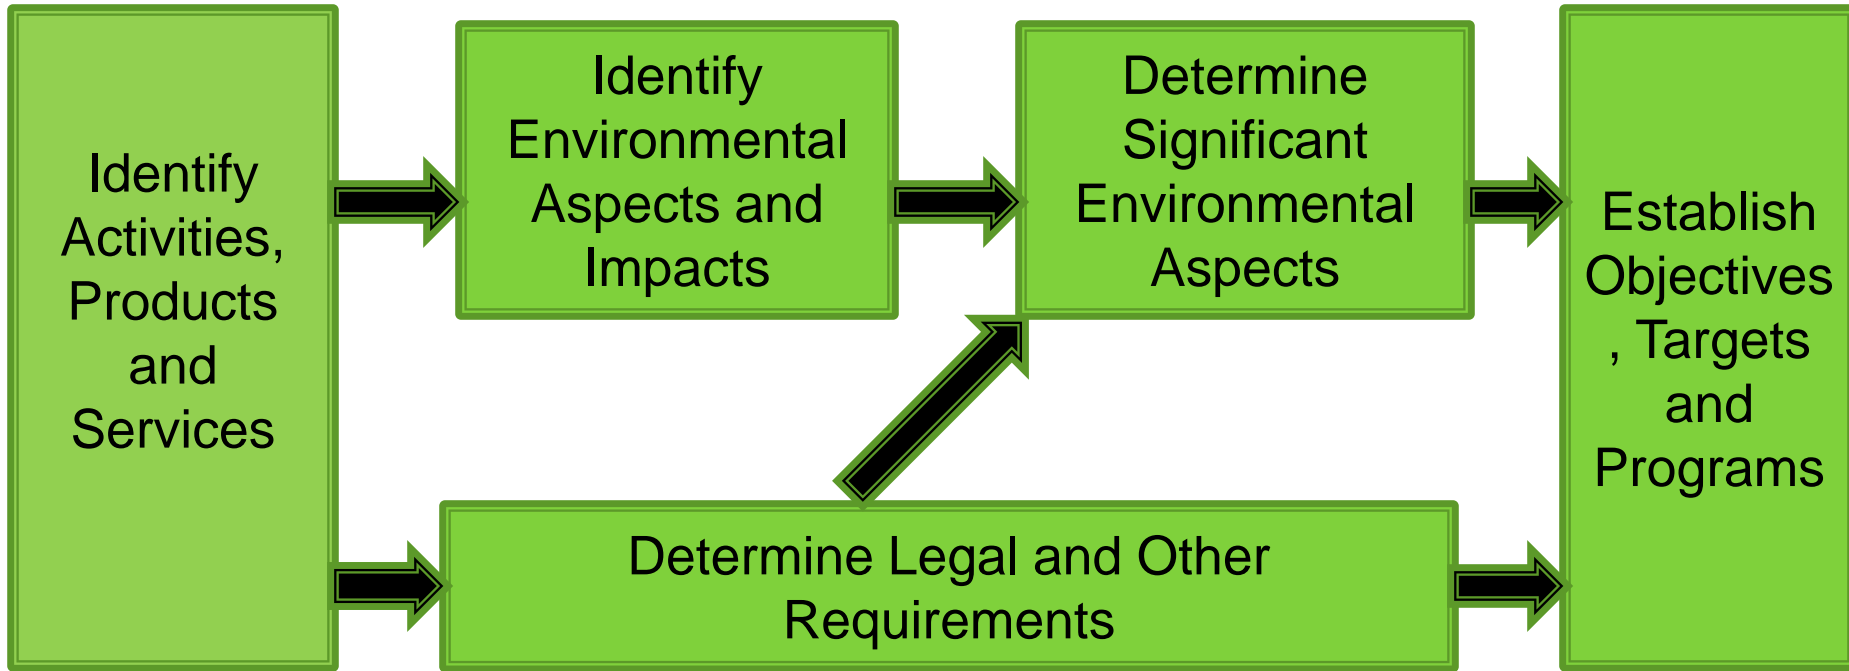 Identify
Activities,
Products
and
Services
Identify
Environmental
Aspects and
Impacts
Determine
Significant
Environmental
Aspects
Establish
Objectives
, Targets
and
Programs
Determine Legal and Other
Requirements